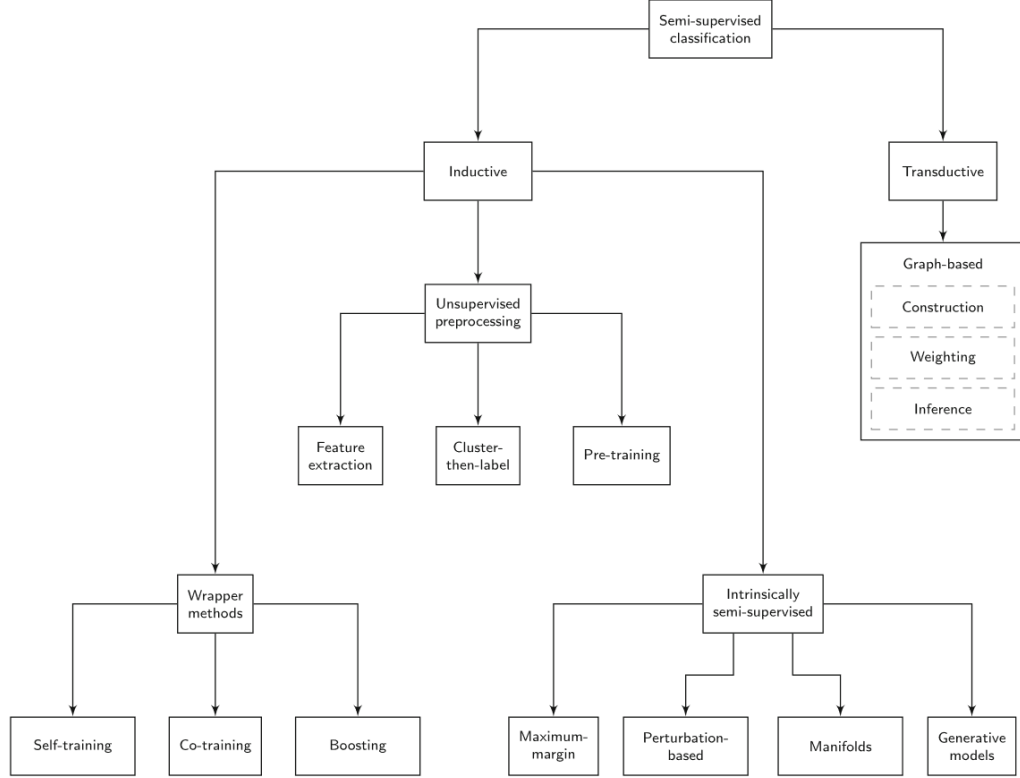 Semi-supervised
classification
Inductive
Transductive
Graph-based
Construction
Weighting
Inference
Unsupervised
preprocessing
Feature
extraction
Cluster-
then-label
Pre-training
Wrapper
methods
Intrinsically
semi-supervised
Self-training
Co-training
Boosting
Maximum-
margin
Perturbation-
based
Manifolds
Generative
models